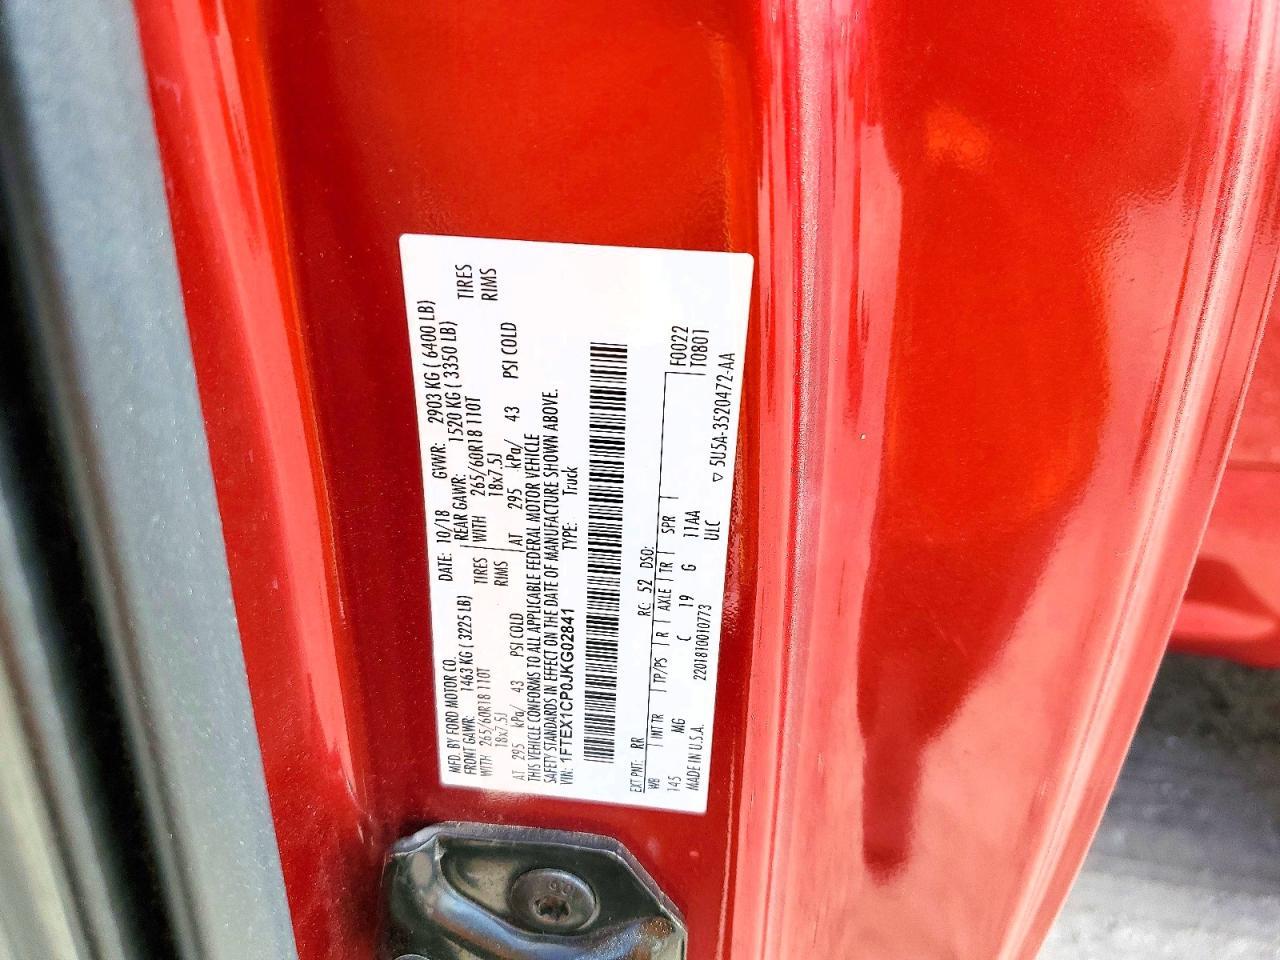 MFD. BY FORD MOTOR CO. DATE: 10/18 GVWR: 2903 KG ( 6400 LB)
FRONT GAWR: 1463 KG ( 3225 LB) REAR GAWR: 1520 KG ( 3350 LB)
WITH 265/60R18 110T TIRES WITH 265/60R18 110T TIRES
18x7.5J RIMS 18x7.5J RIMS
AT 295 kPa/ 43 PSI COLD AT 295 kPa/ 43 PSI COLD
THIS VEHICLE CONFORMS TO ALL APPLICABLE FEDERAL MOTOR VEHICLE
SAFETY STANDARDS IN EFFECT ON THE DATE OF MANUFACTURE SHOWN ABOVE.
VIN: 1FTEX1CP0JKG02841 TYPE: Truck
EXT PNT: RR RC: 52 DSO:
WB INT TR TP/PS R AXLE TR SPR F0022
145 MG C 19 G 11AA T0801
MADE IN U.S.A. 2201810010773 ULC
▽ 5U5A-3520472-AA